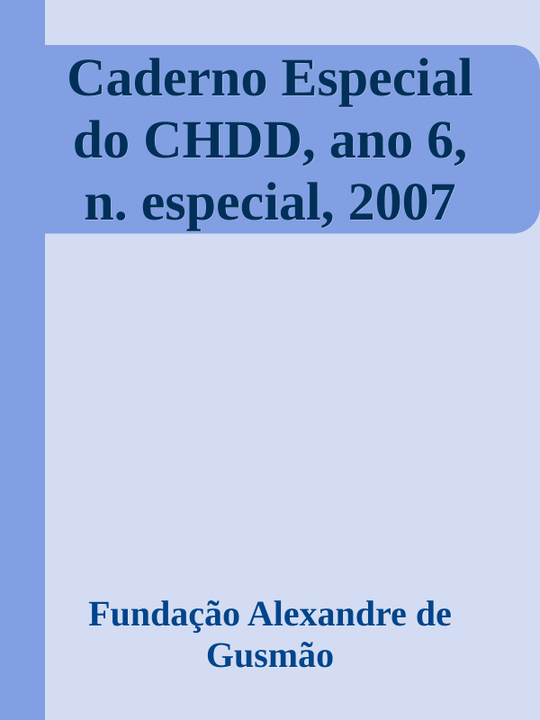 Caderno Especial
do CHDD, ano 6,
n. especial, 2007
Fundação Alexandre de
Gusmão